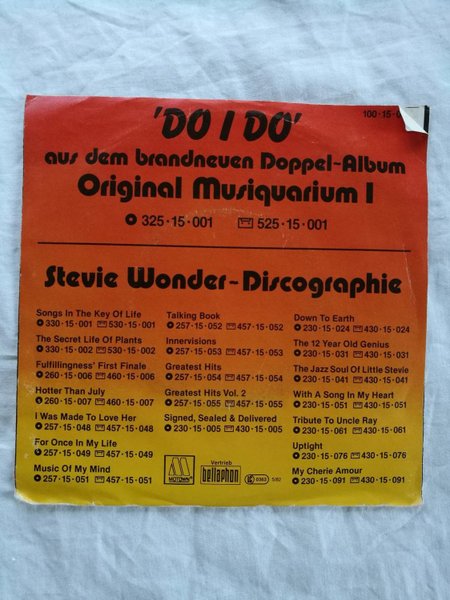 100·15·0
'DO I DO'
aus dem brandneuen Doppel-Album
Original Musiquarium I
325·15·001 525·15·001
Stevie Wonder-Discographie
Songs In The Key Of Life
330·15·001 530·15·001
The Secret Life Of Plants
330·15·002 530·15·002
Fulfillingness' First Finale
260·15·006 460·15·006
Hotter Than July
260·15·007 460·15·007
I Was Made To Love Her
257·15·048 457·15·048
For Once In My Life
257·15·049 457·15·049
Music Of My Mind
257·15·051 457·15·051
Talking Book
257·15·052 457·15·052
Innervisions
257·15·053 457·15·053
Greatest Hits
257·15·054 457·15·054
Greatest Hits Vol. 2
257·15·055 457·15·055
Signed, Sealed & Delivered
230·15·005 430·15·005
Down To Earth
230·15·024 430·15·024
The 12 Year Old Genius
230·15·031 430·15·031
The Jazz Soul Of Little Stevie
230·15·041 430·15·041
With A Song In My Heart
230·15·051 430·15·051
Tribute To Uncle Ray
230·15·061 430·15·061
Uptight
230·15·076 430·15·076
My Cherie Amour
230·15·091 430·15·091
MOTOWN
Vertrieb
bellaphon
LC 0363 5/82